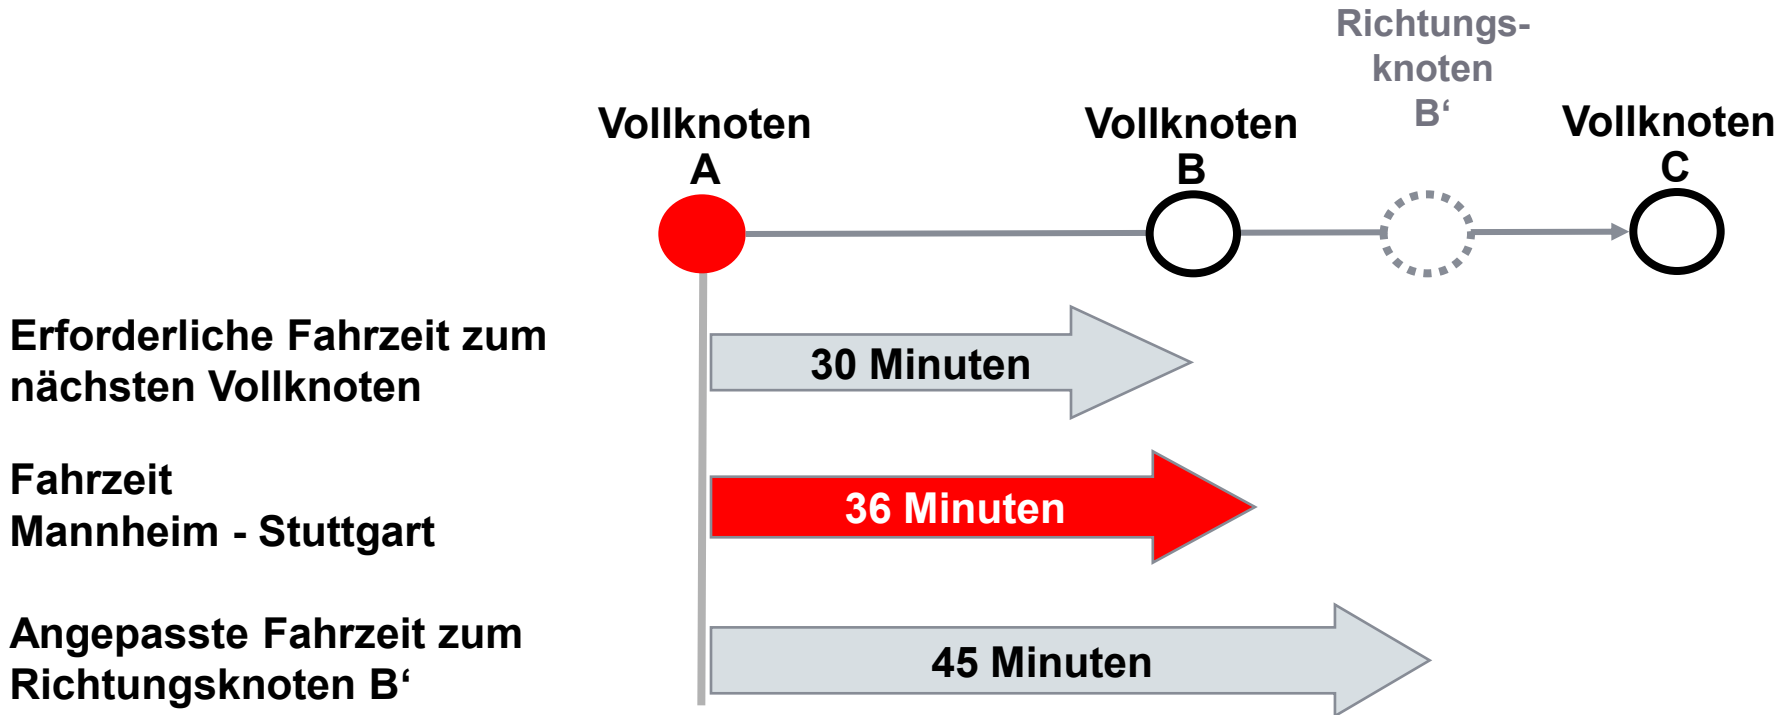 Richtungs-
knoten
B‘
Vollknoten
A
Vollknoten
B
Vollknoten
C
Erforderliche Fahrzeit zum
nächsten Vollknoten
30 Minuten
Fahrzeit
Mannheim - Stuttgart
36 Minuten
Angepasste Fahrzeit zum
Richtungsknoten B‘
45 Minuten